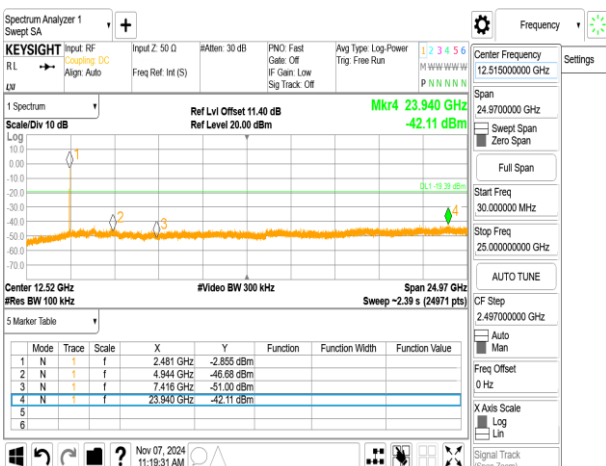 Spectrum Analyzer 1
Swept SA
+
Frequency
KEYSIGHT
Input: RF
Coupling: DC
Align: Auto
Input Z: 50 Ω
Freq Ref: Int (S)
#Atten: 30 dB
PNO: Fast
Gate: Off
IF Gain: Low
Sig Track: Off
Avg Type: Log-Power
Trig: Free Run
1 2 3 4 5 6
M W W W W W
P N N N N N
RL
LXI
1 Spectrum
Scale/Div 10 dB
Ref Lvl Offset 11.40 dB
Ref Level 20.00 dBm
Mkr4 23.940 GHz
-42.11 dBm
Log
10.0
0.00
-10.0
-20.0
-30.0
-40.0
-50.0
-60.0
-70.0
1
2
3
4
DL1 -19.39 dBm
Center 12.52 GHz
#Res BW 100 kHz
#Video BW 300 kHz
Span 24.97 GHz
Sweep ~2.39 s (24971 pts)
5 Marker Table
Mode Trace Scale X Y Function Function Width Function Value
1 N 1 f 2.481 GHz -2.855 dBm
2 N 1 f 4.944 GHz -46.68 dBm
3 N 1 f 7.416 GHz -51.00 dBm
4 N 1 f 23.940 GHz -42.11 dBm
5
6
?
Nov 07, 2024
11:19:31 AM
Center Frequency
12.515000000 GHz
Settings
Span
24.9700000 GHz
Swept Span
Zero Span
Full Span
Start Freq
30.000000 MHz
Stop Freq
25.000000000 GHz
AUTO TUNE
CF Step
2.497000000 GHz
Auto
Man
Freq Offset
0 Hz
X Axis Scale
Log
Lin
Signal Track
(Span Zoom)